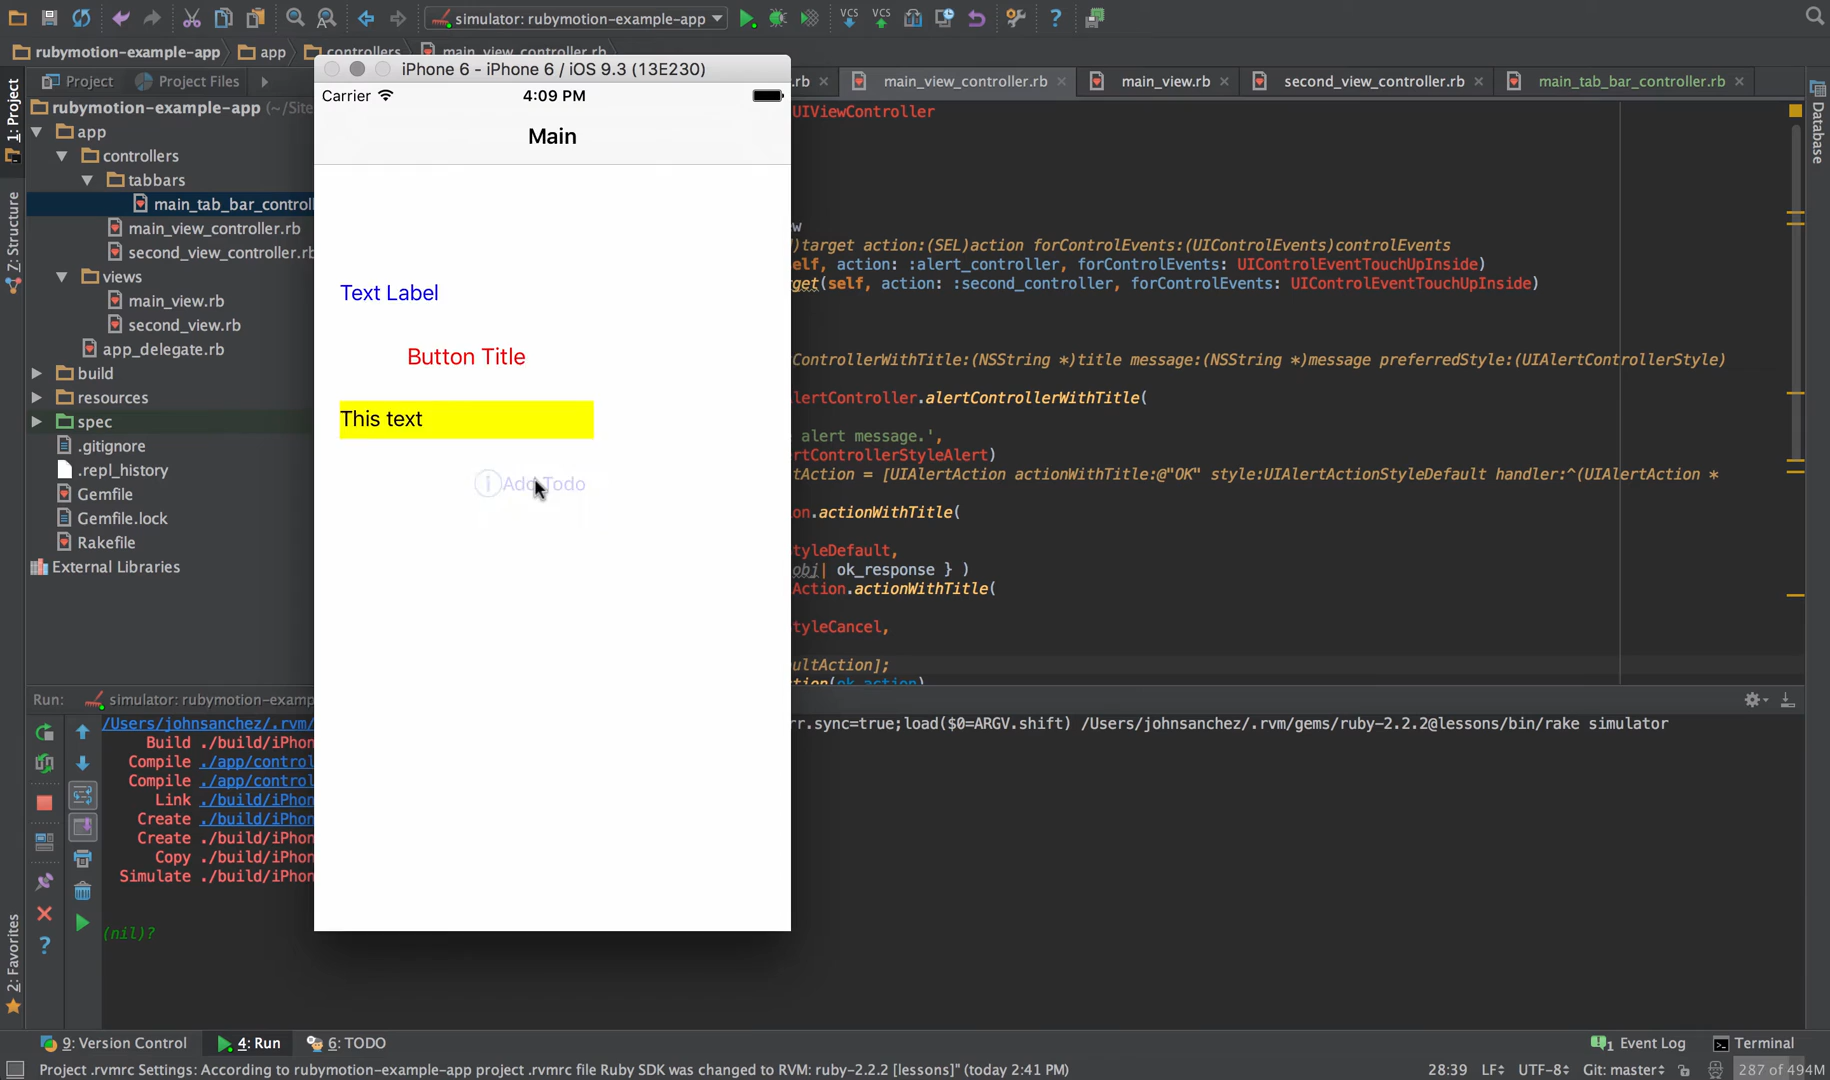 simulator: rubymotion-example-app
VCS
VCS
rubymotion-example-app
app
controllers
main_view_controller.rb
1: Project
Z: Structure
2: Favorites
Project
Project Files
rubymotion-example-app (~/Site
app
controllers
tabbars
main_tab_bar_control
main_view_controller.rb
second_view_controller.rb
views
main_view.rb
second_view.rb
app_delegate.rb
build
resources
spec
.gitignore
.repl_history
Gemfile
Gemfile.lock
Rakefile
External Libraries
iPhone 6 - iPhone 6 / iOS 9.3 (13E230)
Carrier
4:09 PM
Main
Text Label
Button Title
This text
Add Todo
.rb
main_view_controller.rb
main_view.rb
second_view_controller.rb
main_tab_bar_controller.rb
Database
UIViewController
w
)target action:(SEL)action forControlEvents:(UIControlEvents)controlEvents
elf, action: :alert_controller, forControlEvents: UIControlEventTouchUpInside)
get(self, action: :second_controller, forControlEvents: UIControlEventTouchUpInside)
ControllerWithTitle:(NSString *)title message:(NSString *)message preferredStyle:(UIAlertControllerStyle)
lertController.alertControllerWithTitle(
alert message.',
rtControllerStyleAlert)
tAction = [UIAlertAction actionWithTitle:@"OK" style:UIAlertActionStyleDefault handler:^(UIAlertAction *
on.actionWithTitle(
tyleDefault,
obj| ok_response } )
Action.actionWithTitle(
tyleCancel,
ultAction];
tion(ok_action)
Run:
simulator: rubymotion-examp
/Users/johnsanchez/.rvm/
rr.sync=true;load($0=ARGV.shift) /Users/johnsanchez/.rvm/gems/ruby-2.2.2@lessons/bin/rake simulator
Build ./build/iPhon
Compile ./app/control
Compile ./app/control
Link ./build/iPhon
Create ./build/iPhon
Create ./build/iPhon
Copy ./build/iPhon
Simulate ./build/iPhon
(nil)?
9: Version Control
4: Run
6: TODO
1 Event Log
Terminal
Project .rvmrc Settings: According to rubymotion-example-app project .rvmrc file Ruby SDK was changed to RVM: ruby-2.2.2 [lessons]" (today 2:41 PM)
28:39
LF
UTF-8
Git: master
287 of 494M